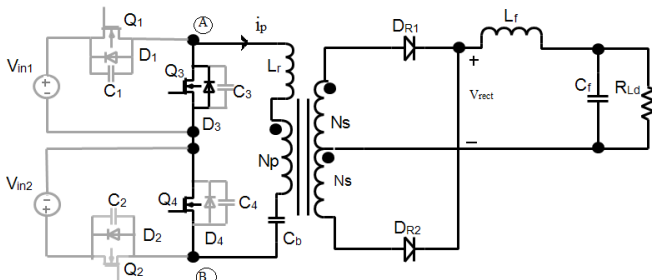 Q1
A
ip
DR1
Lf
D1
Vin1
C1
Q3
C3
D3
Lr
+
Vrect
−
Cf
RLd
Np
Ns
Ns
Vin2
C2
Q4
C4
D2
D4
Cb
DR2
Q2
B